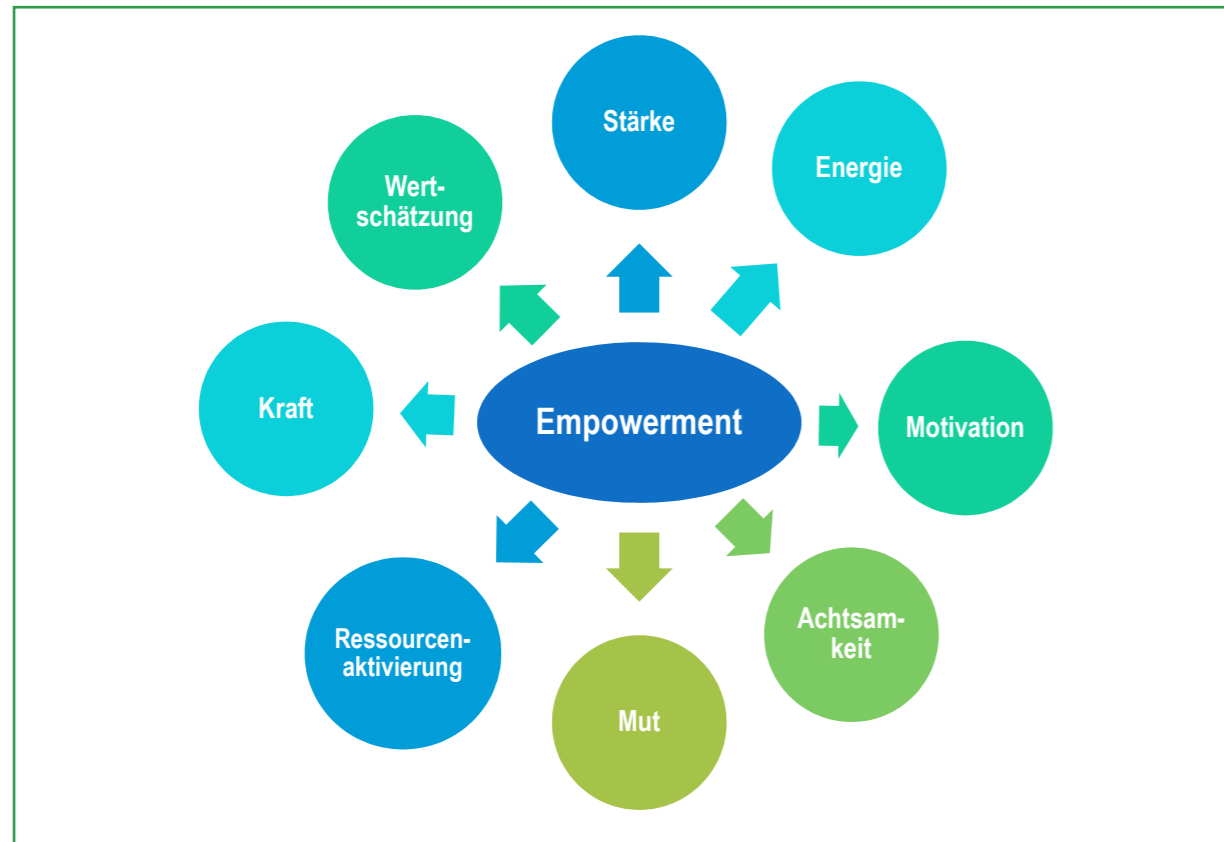 Stärke
Energie
Wert-
schätzung
Kraft
Empowerment
Motivation
Ressourcen-
aktivierung
Achtsam-
keit
Mut